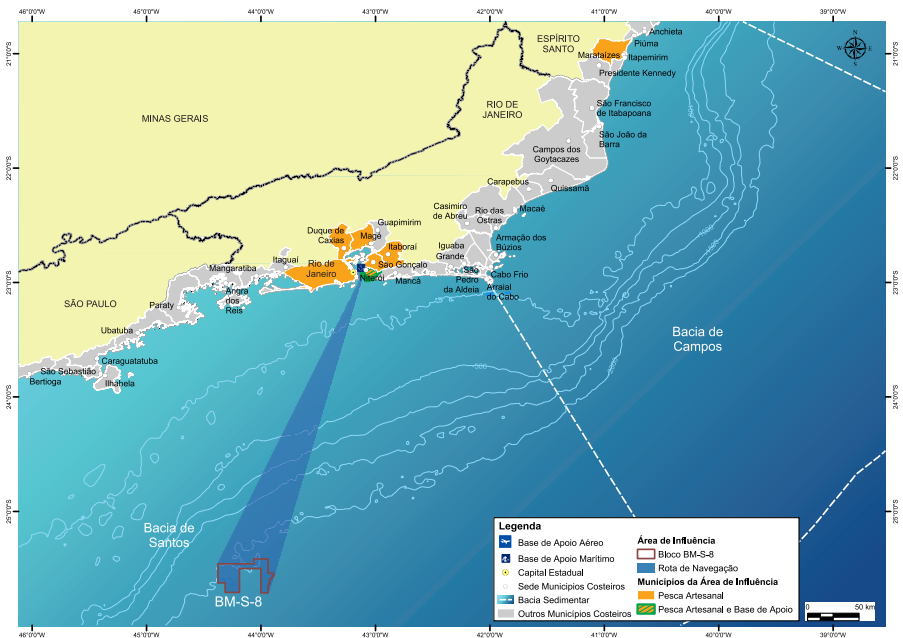 46°0'0"W
45°0'0"W
44°0'0"W
43°0'0"W
42°0'0"W
41°0'0"W
40°0'0"W
39°0'0"W
21°0'0"S
22°0'0"S
23°0'0"S
24°0'0"S
25°0'0"S
N
W
E
S
ESPÍRITO
SANTO
Anchieta
Piúma
Marataízes
Itapemirim
Presidente Kennedy
RIO DE
JANEIRO
MINAS GERAIS
São Francisco
de Itabapoana
São João da
Barra
Campos dos
Goytacazes
Carapebus
Quissamã
Casimiro
de Abreu
Rio das
Ostras
Macaé
Guapimirim
Duque de
Caxias
Magé
Itaboraí
Armação dos
Búzios
Iguaba
Grande
Itaguí
Mangaratiba
Rio de
Janeiro
Sao Gonçalo
Niterói
Maricá
São
Pedro
da Aldeia
Cabo Frio
Arraial
do Cabo
SÃO PAULO
Paraty
Angra
dos
Reis
Ubatuba
Caraguatatuba
São Sebastião
Bertioga
Ilhabela
Bacia de
Campos
Bacia de
Santos
BM-S-8
Legenda
Base de Apoio Aéreo
Base de Apoio Marítimo
Capital Estadual
Sede Municipios Costeiros
Bacia Sedimentar
Outros Municípios Costeiros
Área de Influência
Bloco BM-S-8
Rota de Navegação
Municípios da Área de Influência
Pesca Artesanal
Pesca Artesanal e Base de Apoio
0
50
km